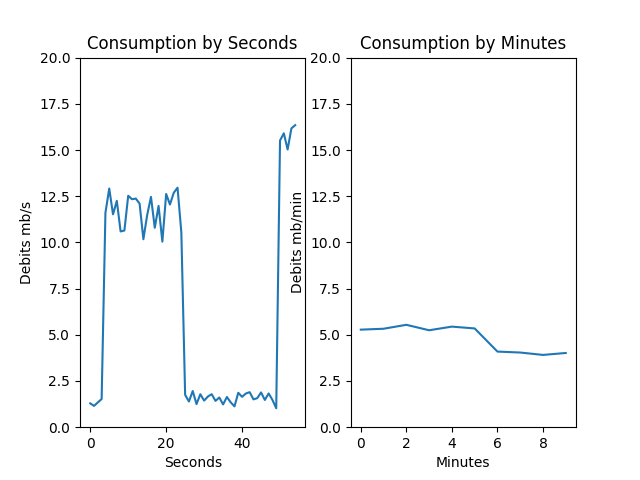 Consumption by Seconds
Debits mb/s
20.0
17.5
15.0
12.5
10.0
7.5
5.0
2.5
0.0
0 20 40
Seconds
Consumption by Minutes
Debits mb/min
20.0
17.5
15.0
12.5
10.0
7.5
5.0
2.5
0.0
0 2 4 6 8
Minutes